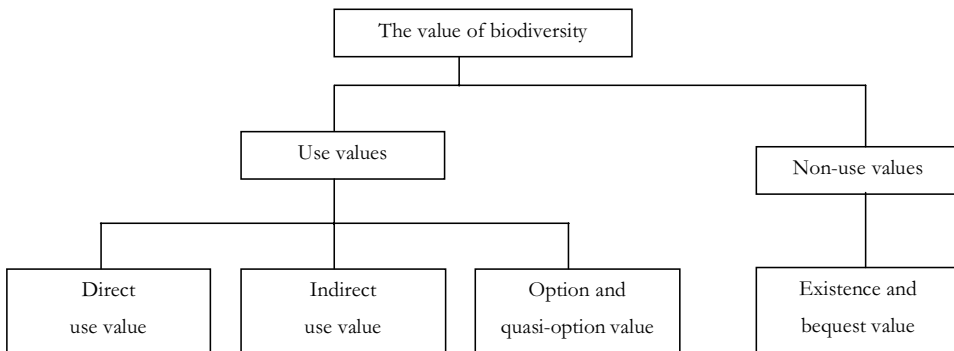 The value of biodiversity
Use values
Non-use values
Direct
use value
Indirect
use value
Option and
quasi-option value
Existence and
bequest value